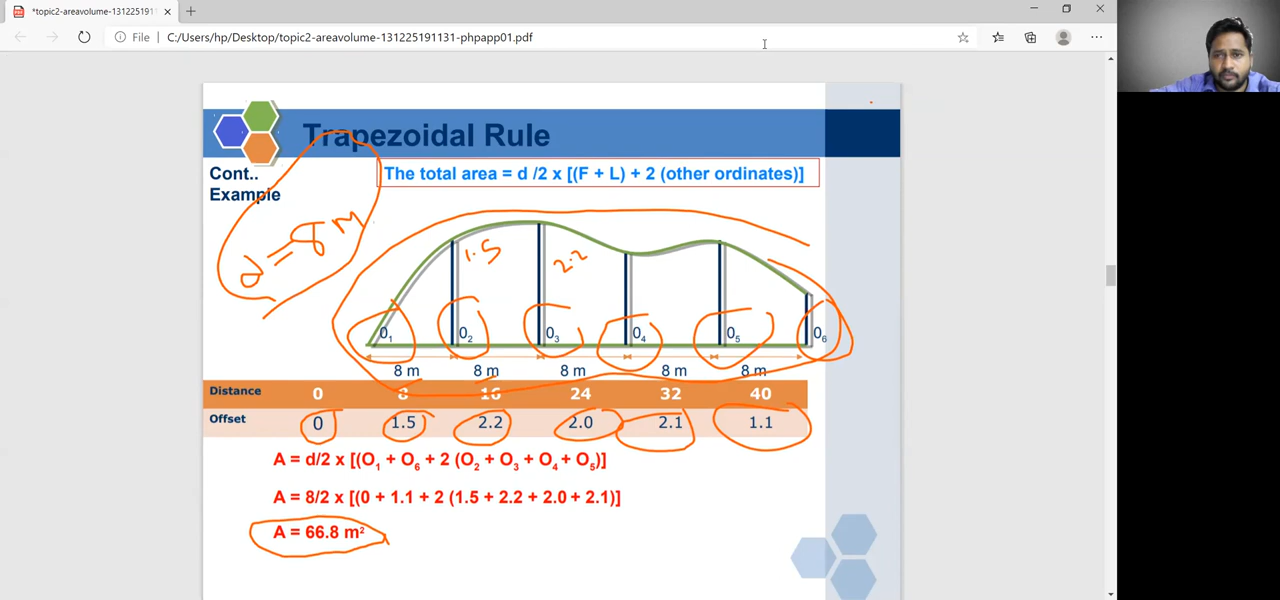 *topic2-areavolume-1312251911
File
C:/Users/hp/Desktop/topic2-areavolume-131225191131-phpapp01.pdf
Trapezoidal Rule
Cont..
Example
The total area = d /2 x [(F + L) + 2 (other ordinates)]
d = 8 m
1.5
2.2
O1 O2 O3 O4 O5 O6
8 m 8 m 8 m 8 m 8 m
Distance 0 8 16 24 32 40
Offset 0 1.5 2.2 2.0 2.1 1.1
A = d/2 x [(O1 + O6 + 2 (O2 + O3 + O4 + O5)]
A = 8/2 x [(0 + 1.1 + 2 (1.5 + 2.2 + 2.0 + 2.1)]
A = 66.8 m²